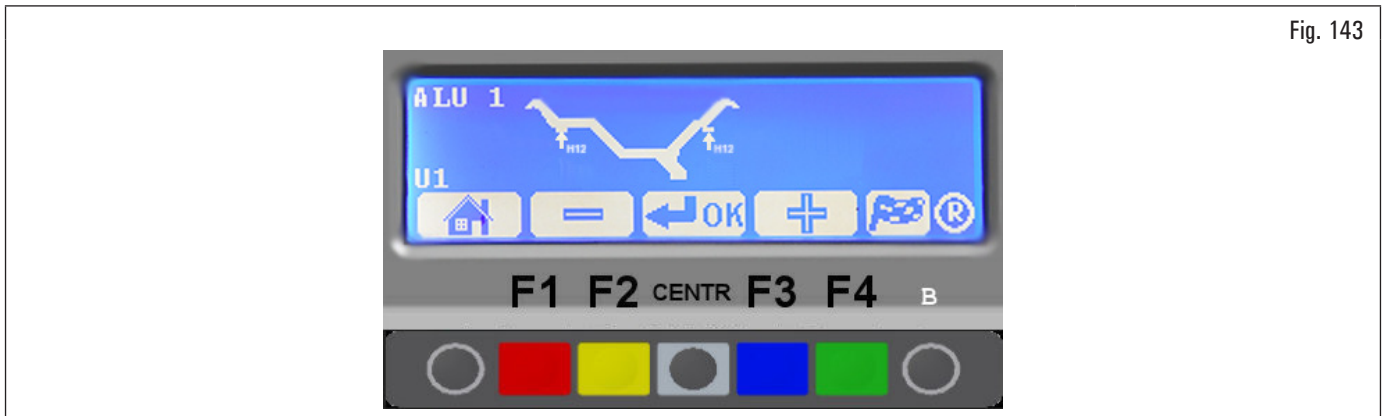 Fig. 143
ALU 1
H12 H12
U1
OK ®
F1 F2 CENTR F3 F4 B